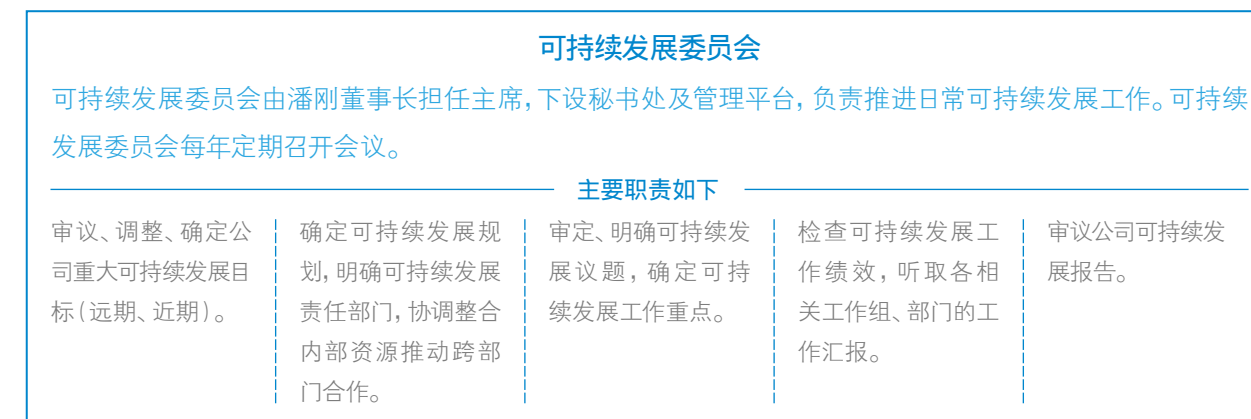 可持续发展委员会
可持续发展委员会由潘刚董事长担任主席，下设秘书处及管理平台，负责推进日常可持续发展工作。可持续
发展委员会每年定期召开会议。
主要职责如下
审议、调整、确定公
司重大可持续发展目
标（远期、近期）。
确定可持续发展规
划，明确可持续发展
责任部门，协调整合
内部资源推动跨部
门合作。
审定、明确可持续发
展议题，确定可持
续发展工作重点。
检查可持续发展工
作绩效，听取各相
关工作组、部门的工
作汇报。
审议公司可持续发
展报告。